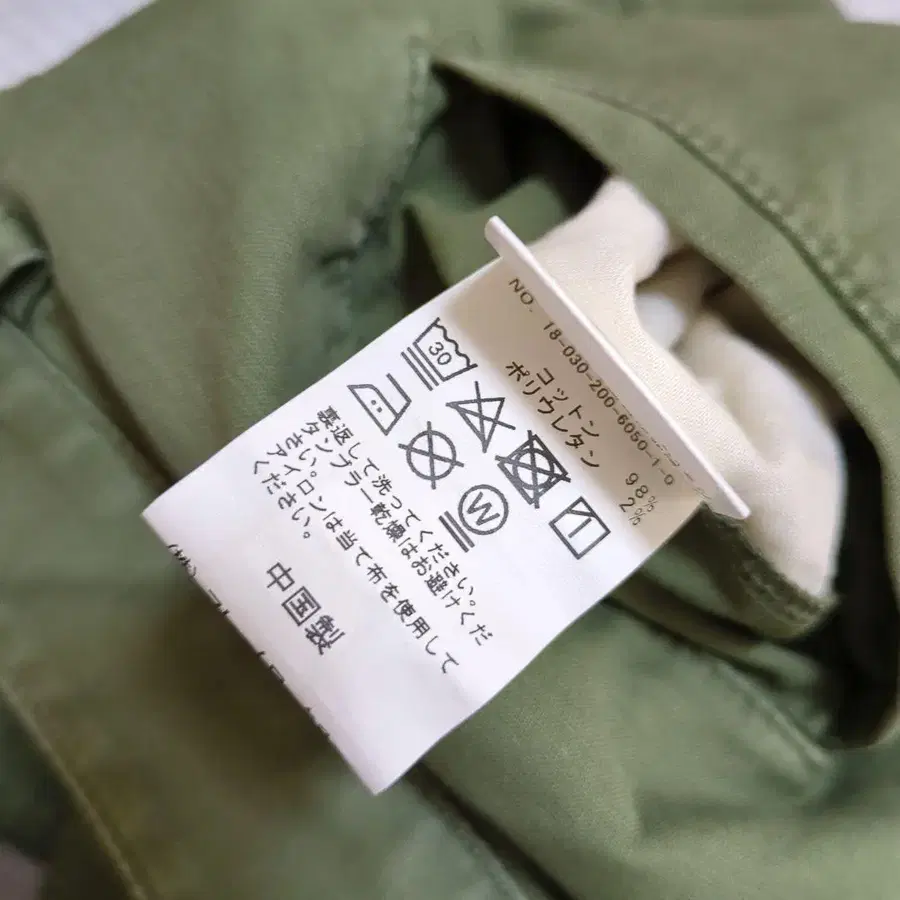 NO. 18-030-200-6050-1-0
コットン 98%
ポリウレタン 2%
30
W
裏返して洗ってください。
タンブラー乾燥はお避けくだ
さい。アイロンは当て布を使用して
ください。
中国製